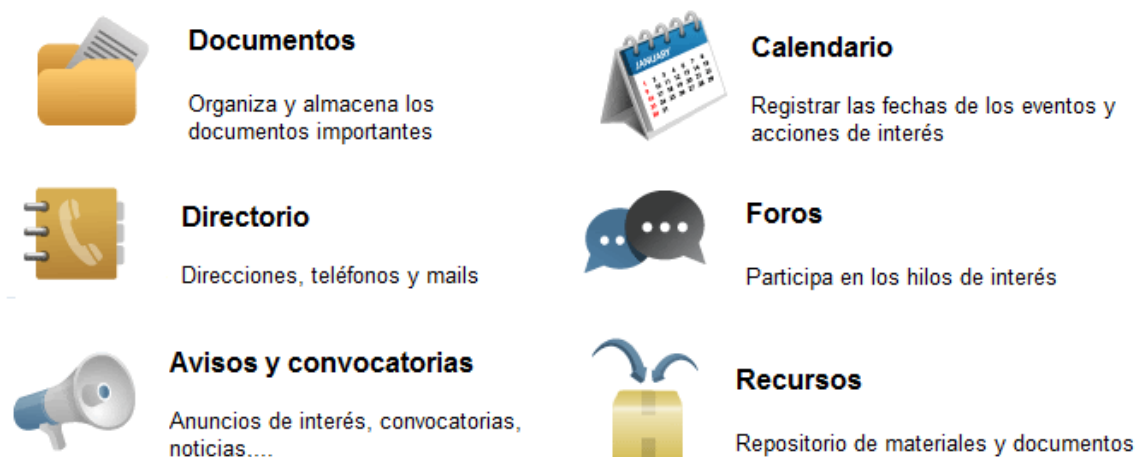 Documentos
Organiza y almacena los
documentos importantes
JANUARY
Calendario
Registrar las fechas de los eventos y
acciones de interés
Directorio
Direcciones, teléfonos y mails
Foros
Participa en los hilos de interés
Avisos y convocatorias
Anuncios de interés, convocatorias,
noticias,...
Recursos
Repositorio de materiales y documentos